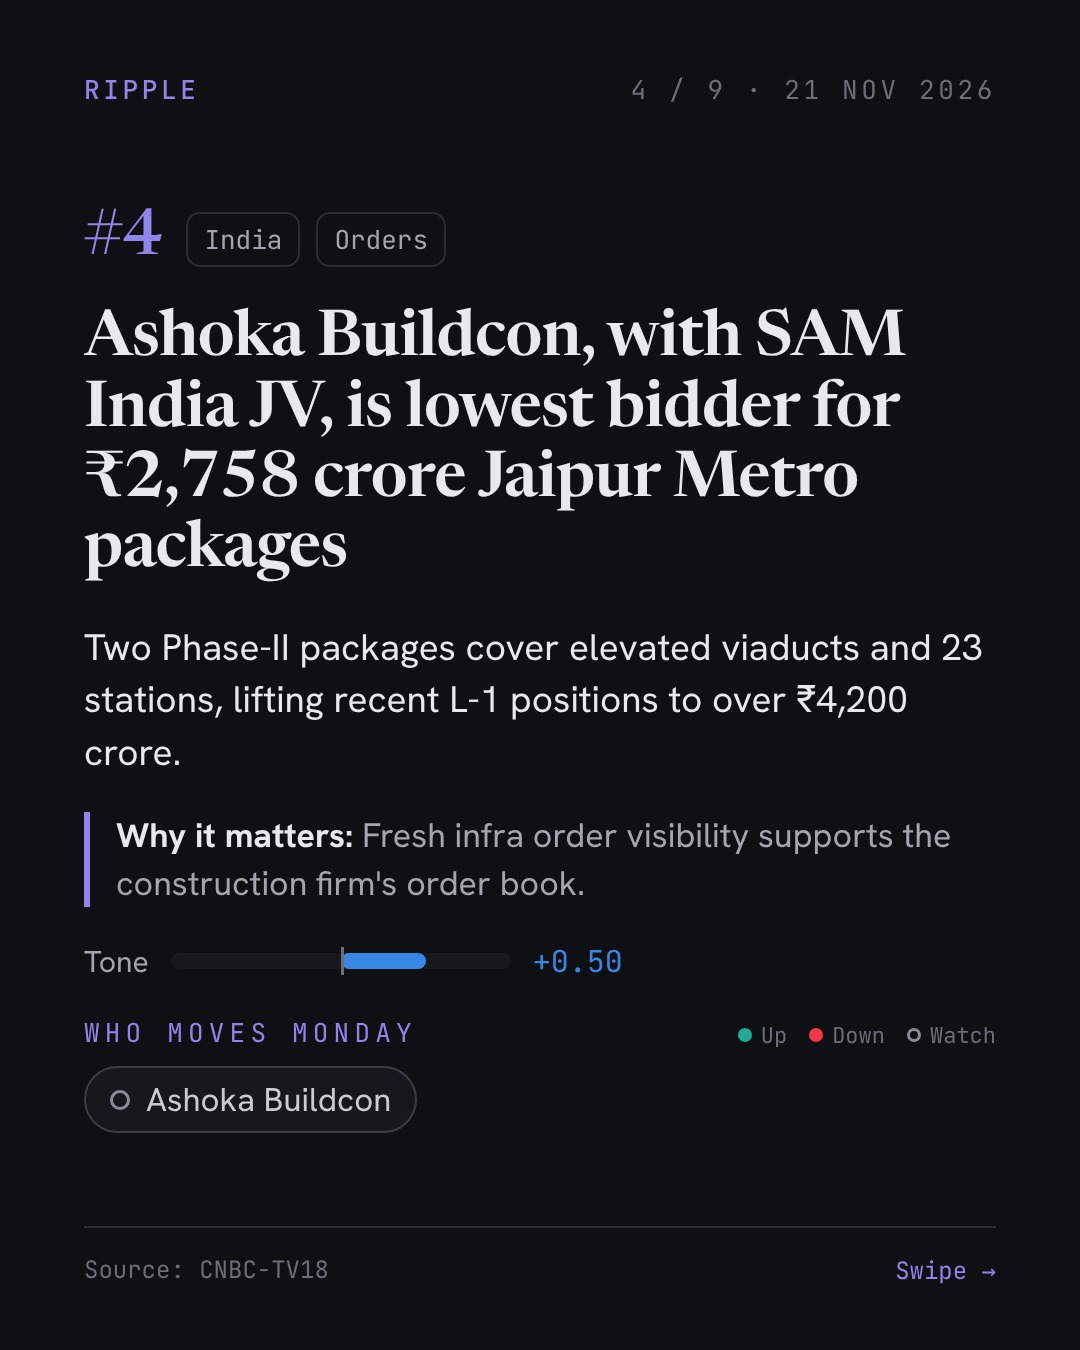 RIPPLE
4 / 9 · 21 NOV 2026
#4
India
Orders
Ashoka Buildcon, with SAM
India JV, is lowest bidder for
₹2,758 crore Jaipur Metro
packages
Two Phase-II packages cover elevated viaducts and 23
stations, lifting recent L-1 positions to over ₹4,200
crore.
Why it matters: Fresh infra order visibility supports the
construction firm's order book.
Tone
+0.50
WHO MOVES MONDAY
Up
Down
Watch
Ashoka Buildcon
Source: CNBC-TV18
Swipe →